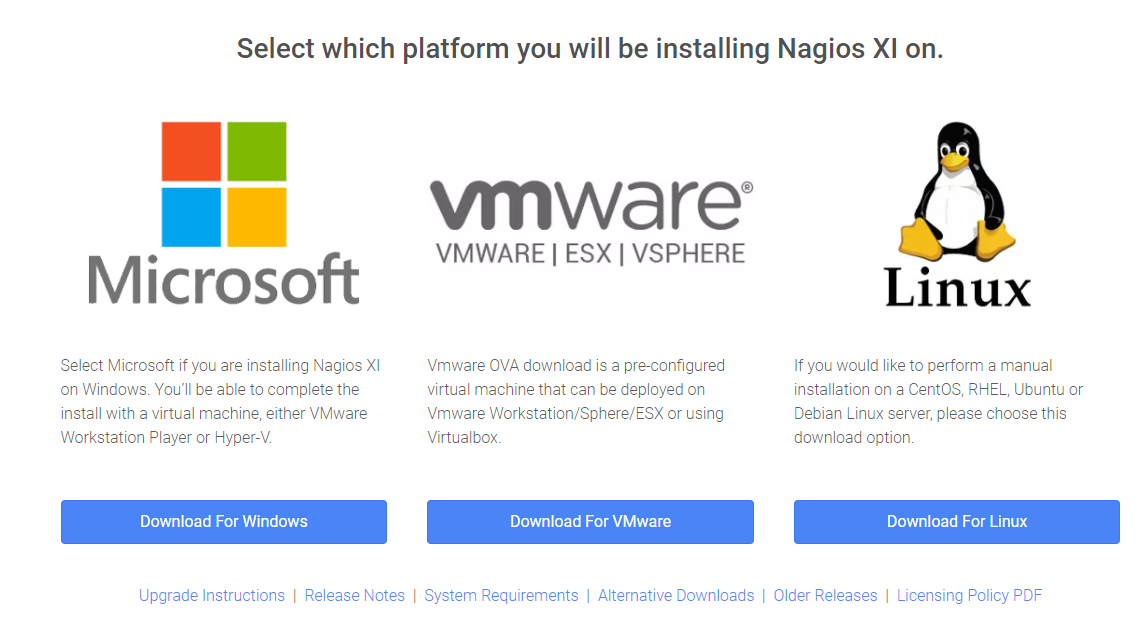 Select which platform you will be installing Nagios XI on.
Microsoft
vmware®
VMWARE | ESX | VSPHERE
Linux
Select Microsoft if you are installing Nagios XI
on Windows. You’ll be able to complete the
install with a virtual machine, either VMware
Workstation Player or Hyper-V.
Vmware OVA download is a pre-configured
virtual machine that can be deployed on
Vmware Workstation/Sphere/ESX or using
Virtualbox.
If you would like to perform a manual
installation on a CentOS, RHEL, Ubuntu or
Debian Linux server, please choose this
download option.
Download For Windows
Download For VMware
Download For Linux
Upgrade Instructions | Release Notes | System Requirements | Alternative Downloads | Older Releases | Licensing Policy PDF